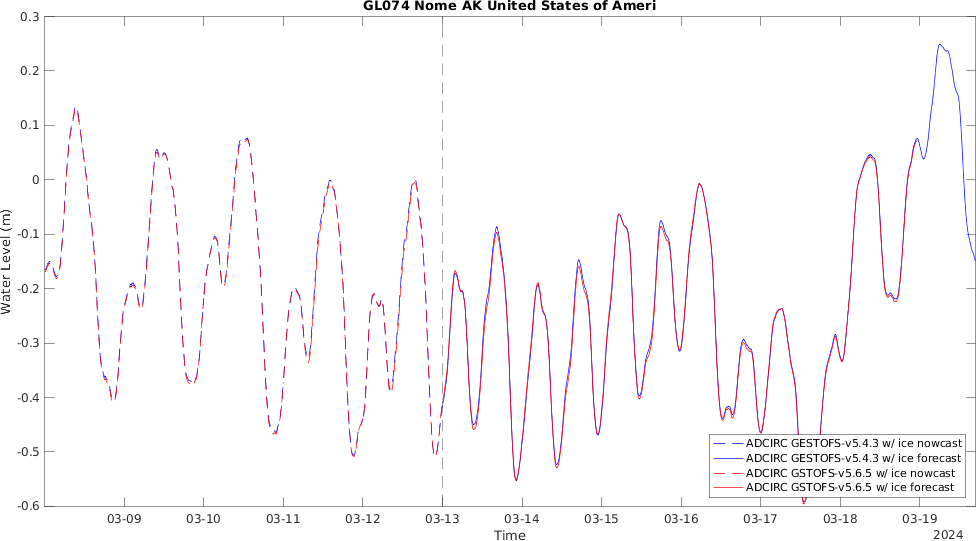 GL074 Nome AK United States of Ameri
0.3
0.2
0.1
0
-0.1
-0.2
-0.3
-0.4
-0.5
-0.6
Water Level (m)
ADCIRC GESTOFS-v5.4.3 w/ ice nowcast
ADCIRC GESTOFS-v5.4.3 w/ ice forecast
ADCIRC GSTOFS-v5.6.5 w/ ice nowcast
ADCIRC GSTOFS-v5.6.5 w/ ice forecast
03-09 03-10 03-11 03-12 03-13 03-14 03-15 03-16 03-17 03-18 03-19
Time
2024